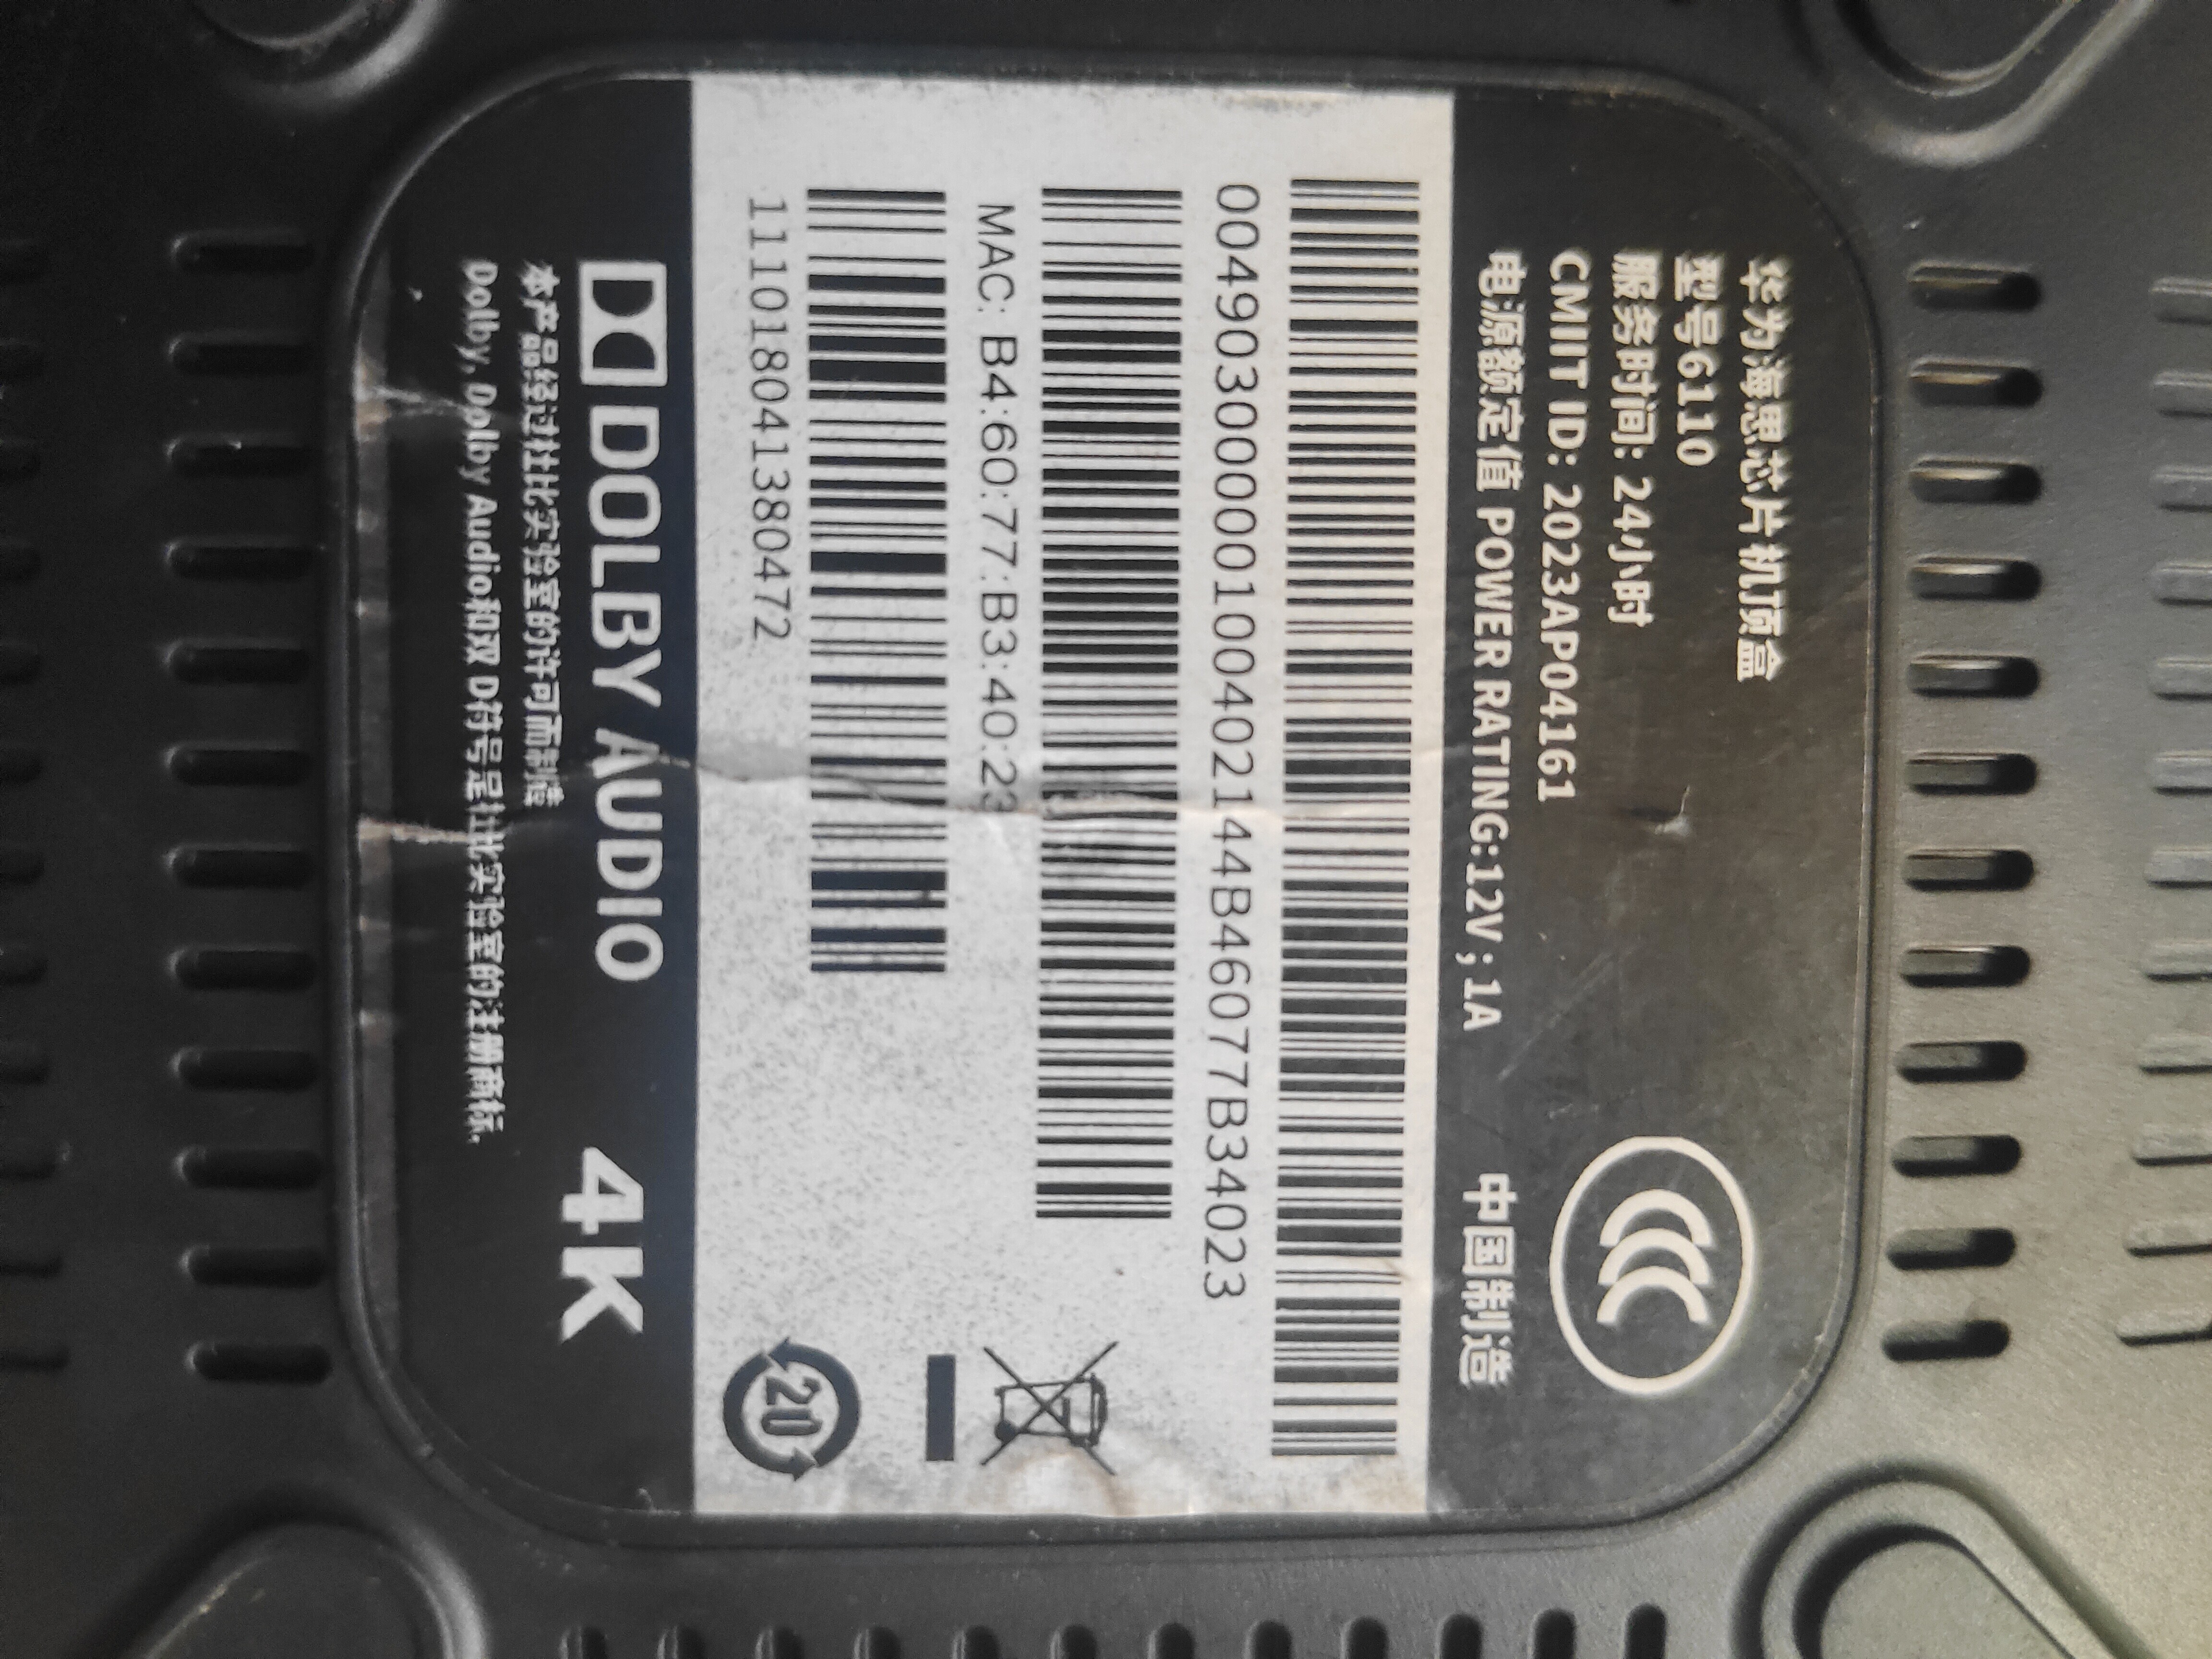 华为海思芯片机顶盒
型号6110
服务时间: 24小时
CMIIT ID: 2023AP04161
电源额定值 POWER RATING:12V ; 1A
中国制造
00490300000100402144B46077B34023
MAC: B4:60:77:B3:40:23
111018041380472
20
DOLBY AUDIO
4K
本产品经过杜比实验室的许可而制造
Dolby, Dolby Audio和双 D符号是杜比实验室的注册商标.